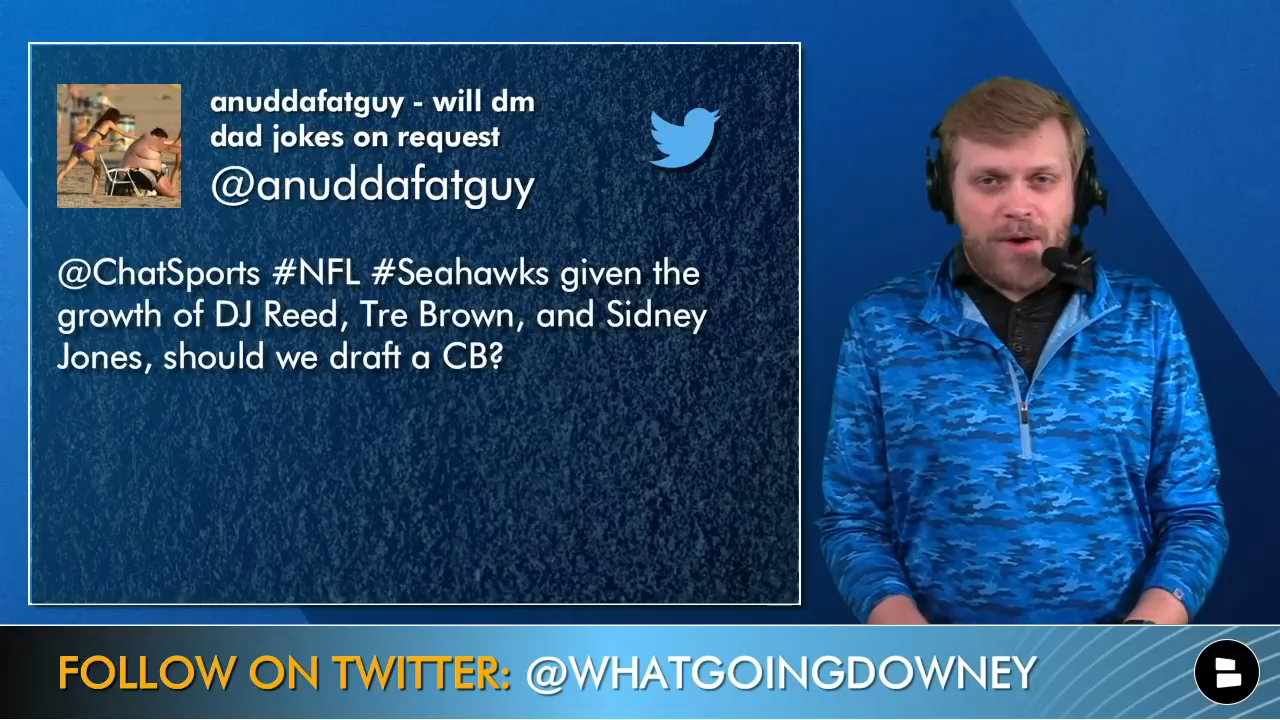 anuddafatguy - will dm
dad jokes on request
@anuddafatguy
@ChatSports #NFL #Seahawks given the
growth of DJ Reed, Tre Brown, and Sidney
Jones, should we draft a CB?
FOLLOW ON TWITTER: @WHATGOINGDOWNEY